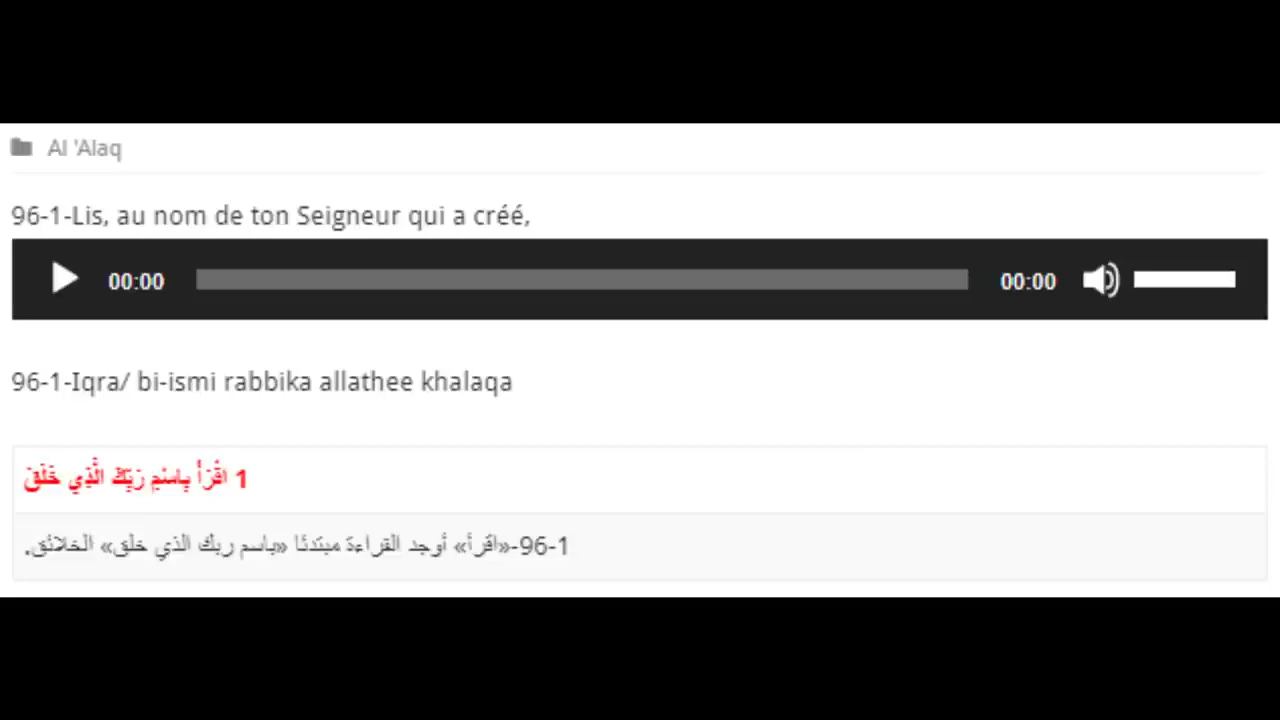 Al 'Alaq
96-1-Lis, au nom de ton Seigneur qui a créé,
00:00 00:00
96-1-Iqra/ bi-ismi rabbika allathee khalaqa
1 اقْرَأْ بِاسْمِ رَبِّكَ الَّذِي خَلَقَ
96-1-«اقرأ» أوجد القراءة مبتدئا «باسم ربك الذي خلق» الخلائق.